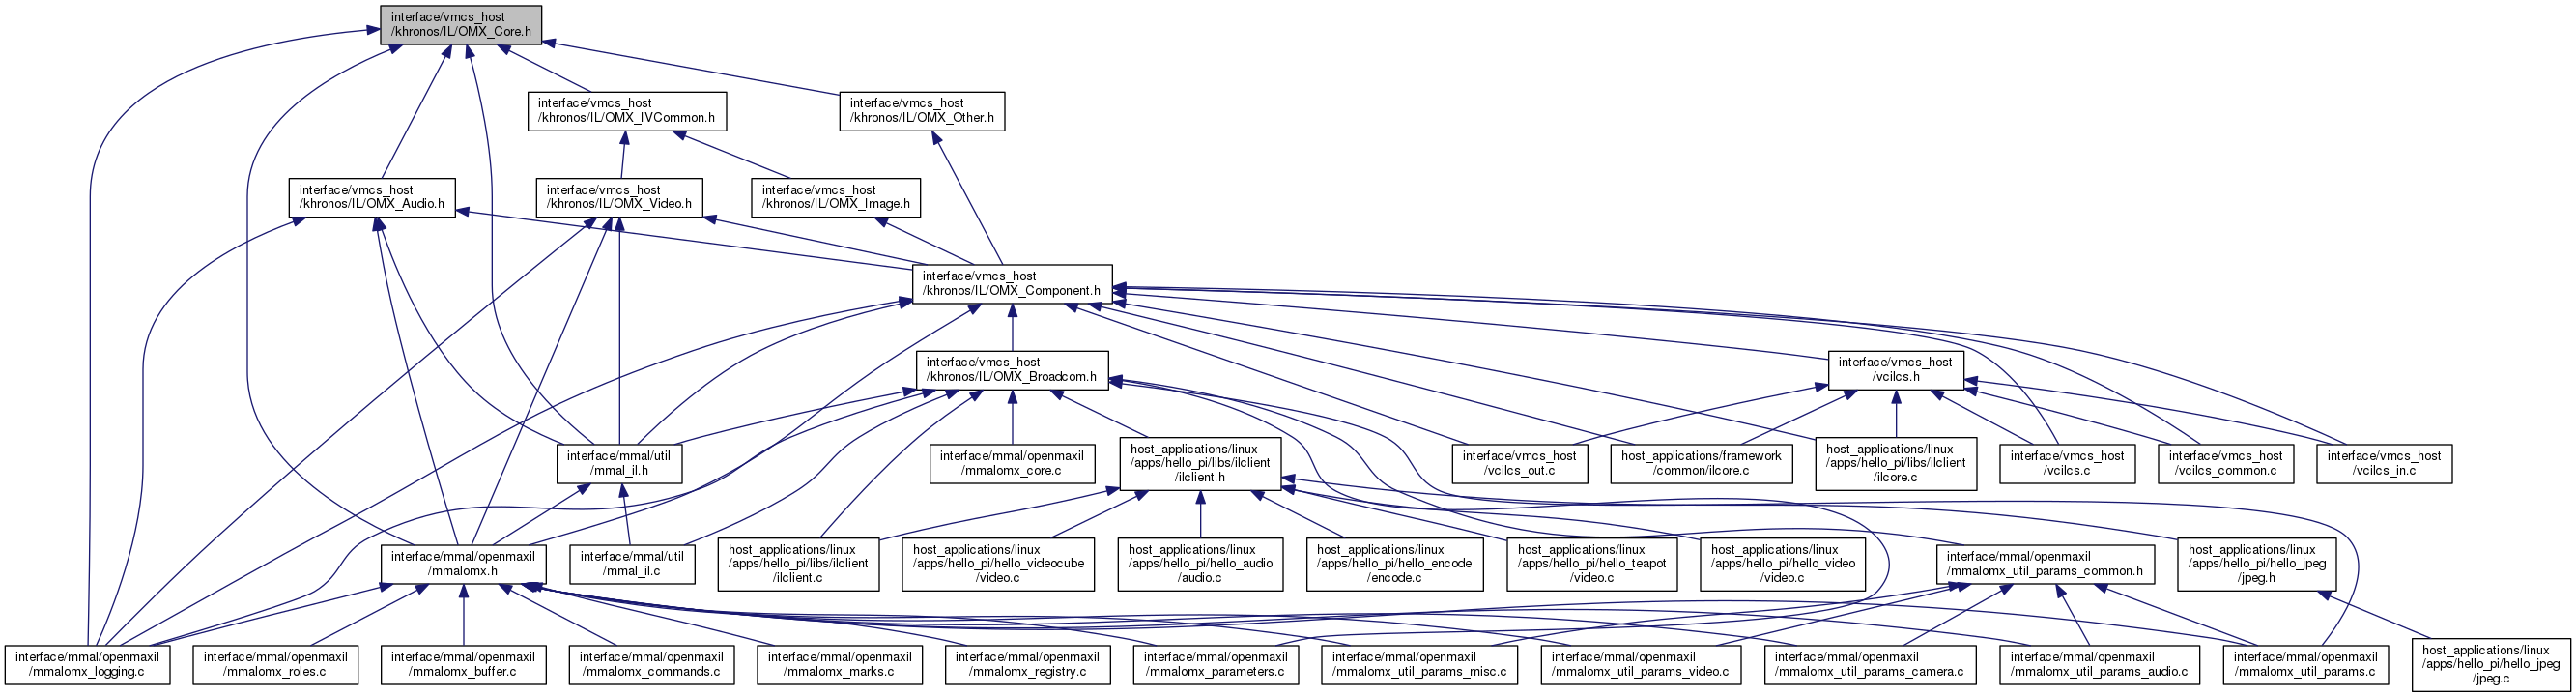 interface/vmcs_host
/khronos/IL/OMX_Core.h
interface/vmcs_host
/khronos/IL/OMX_IVCommon.h
interface/vmcs_host
/khronos/IL/OMX_Other.h
interface/vmcs_host
/khronos/IL/OMX_Audio.h
interface/vmcs_host
/khronos/IL/OMX_Video.h
interface/vmcs_host
/khronos/IL/OMX_Image.h
interface/vmcs_host
/khronos/IL/OMX_Component.h
interface/vmcs_host
/khronos/IL/OMX_Broadcom.h
interface/vmcs_host
/vcilcs.h
interface/mmal/util
/mmal_il.h
interface/mmal/openmaxil
/mmalomx_core.c
host_applications/linux
/apps/hello_pi/libs/ilclient
/ilclient.h
interface/vmcs_host
/vcilcs_out.c
host_applications/framework
/common/ilcore.c
host_applications/linux
/apps/hello_pi/libs/ilclient
/ilcore.c
interface/vmcs_host
/vcilcs.c
interface/vmcs_host
/vcilcs_common.c
interface/vmcs_host
/vcilcs_in.c
interface/mmal/openmaxil
/mmalomx.h
interface/mmal/util
/mmal_il.c
host_applications/linux
/apps/hello_pi/libs/ilclient
/ilclient.c
host_applications/linux
/apps/hello_pi/hello_videocube
/video.c
host_applications/linux
/apps/hello_pi/hello_audio
/audio.c
host_applications/linux
/apps/hello_pi/hello_encode
/encode.c
host_applications/linux
/apps/hello_pi/hello_teapot
/video.c
host_applications/linux
/apps/hello_pi/hello_video
/video.c
interface/mmal/openmaxil
/mmalomx_util_params_common.h
host_applications/linux
/apps/hello_pi/hello_jpeg
/jpeg.h
interface/mmal/openmaxil
/mmalomx_logging.c
interface/mmal/openmaxil
/mmalomx_roles.c
interface/mmal/openmaxil
/mmalomx_buffer.c
interface/mmal/openmaxil
/mmalomx_commands.c
interface/mmal/openmaxil
/mmalomx_marks.c
interface/mmal/openmaxil
/mmalomx_registry.c
interface/mmal/openmaxil
/mmalomx_parameters.c
interface/mmal/openmaxil
/mmalomx_util_params_misc.c
interface/mmal/openmaxil
/mmalomx_util_params_video.c
interface/mmal/openmaxil
/mmalomx_util_params_camera.c
interface/mmal/openmaxil
/mmalomx_util_params_audio.c
interface/mmal/openmaxil
/mmalomx_util_params.c
host_applications/linux
/apps/hello_pi/hello_jpeg
/jpeg.c